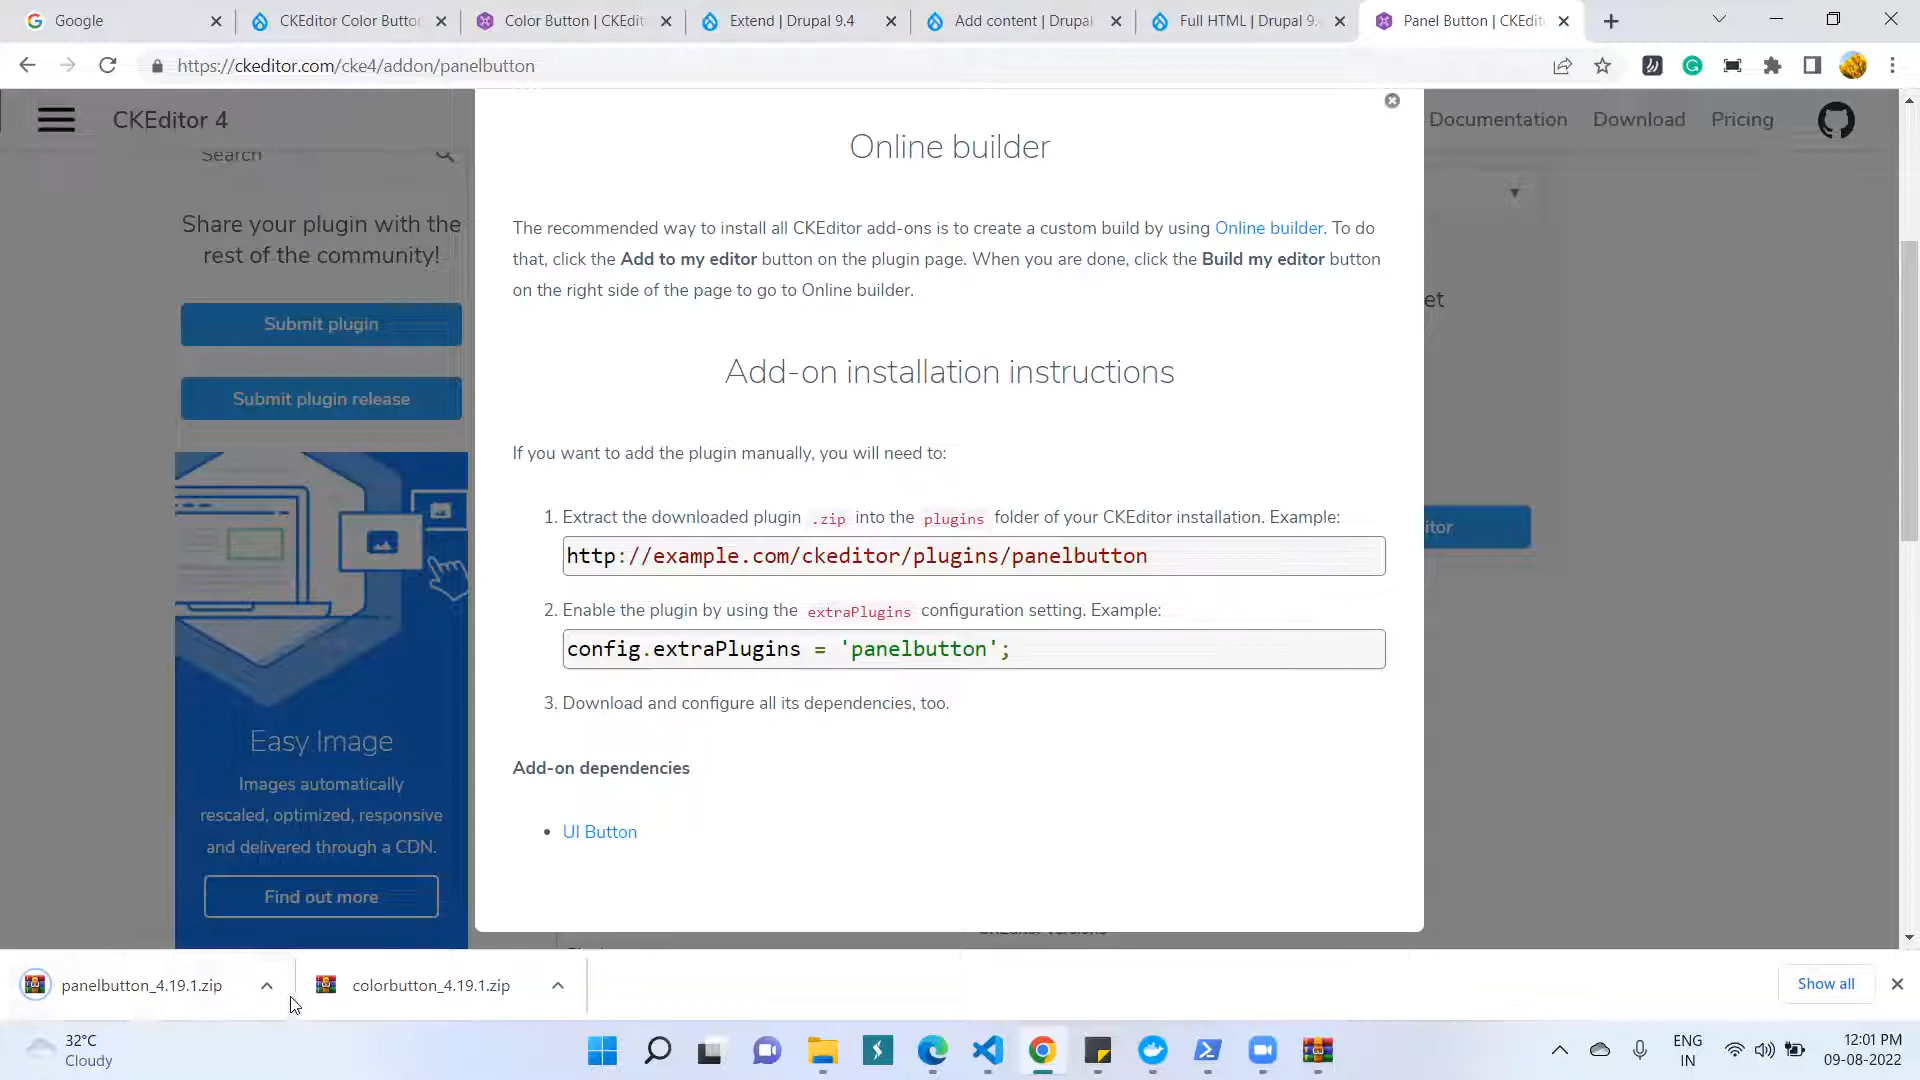 Google
CKEditor Color Butto
Color Button | CKEdit
Extend | Drupal 9.4
Add content | Drupal
Full HTML | Drupal 9.
Panel Button | CKEdit
https://ckeditor.com/cke4/addon/panelbutton
CKEditor 4
Documentation
Download
Pricing
Search
Share your plugin with the
rest of the community!
Submit plugin
Submit plugin release
Easy Image
Images automatically
rescaled, optimized, responsive
and delivered through a CDN.
Find out more
Online builder
The recommended way to install all CKEditor add-ons is to create a custom build by using Online builder. To do
that, click the Add to my editor button on the plugin page. When you are done, click the Build my editor button
on the right side of the page to go to Online builder.
Add-on installation instructions
If you want to add the plugin manually, you will need to:
1. Extract the downloaded plugin .zip into the plugins folder of your CKEditor installation. Example:
http://example.com/ckeditor/plugins/panelbutton
2. Enable the plugin by using the extraPlugins configuration setting. Example:
config.extraPlugins = 'panelbutton';
3. Download and configure all its dependencies, too.
Add-on dependencies
• UI Button
et
itor
panelbutton_4.19.1.zip
colorbutton_4.19.1.zip
Show all
32°C
Cloudy
ENG
IN
12:01 PM
09-08-2022